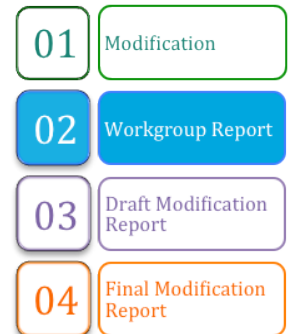 01 Modification
02 Workgroup Report
03 Draft Modification
Report
04 Final Modification
Report